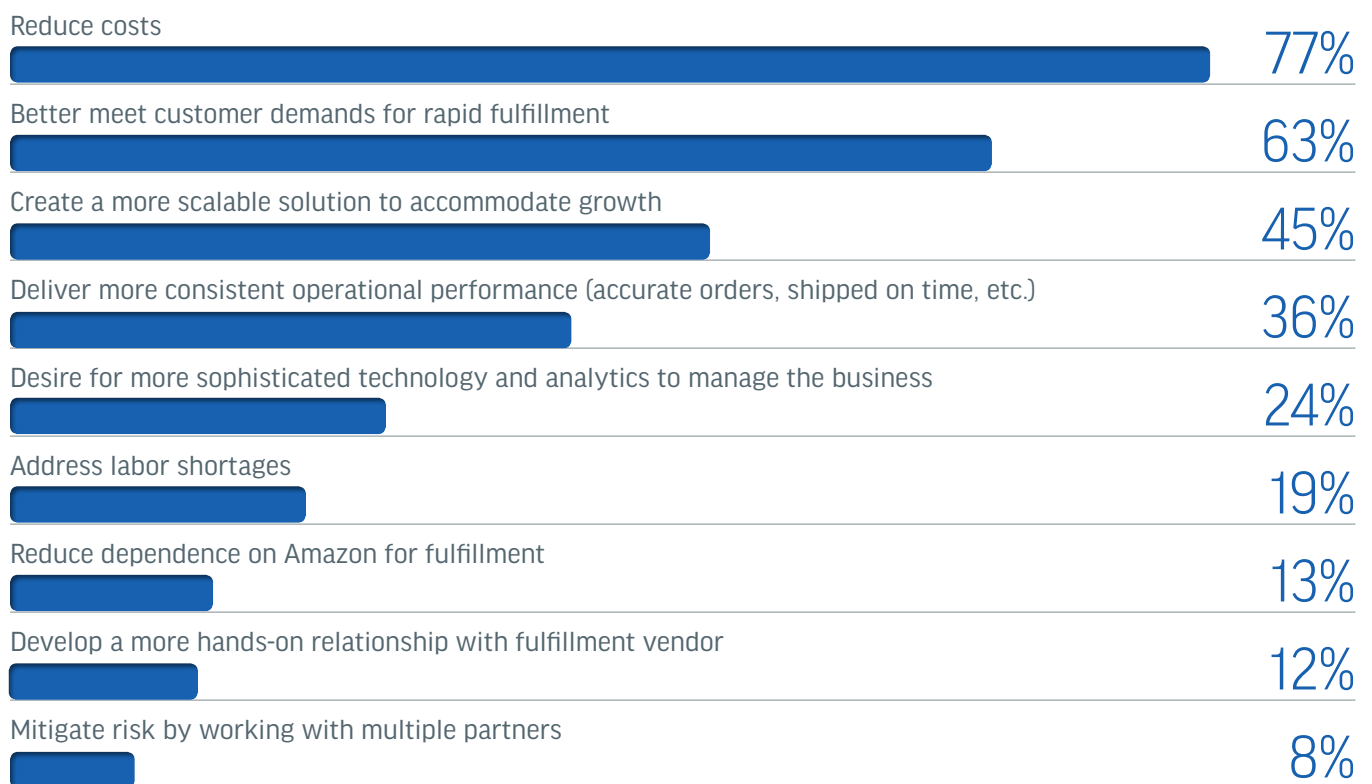 Reduce costs
77%
Better meet customer demands for rapid fulfillment
63%
Create a more scalable solution to accommodate growth
45%
Deliver more consistent operational performance (accurate orders, shipped on time, etc.)
36%
Desire for more sophisticated technology and analytics to manage the business
24%
Address labor shortages
19%
Reduce dependence on Amazon for fulfillment
13%
Develop a more hands-on relationship with fulfillment vendor
12%
Mitigate risk by working with multiple partners
8%